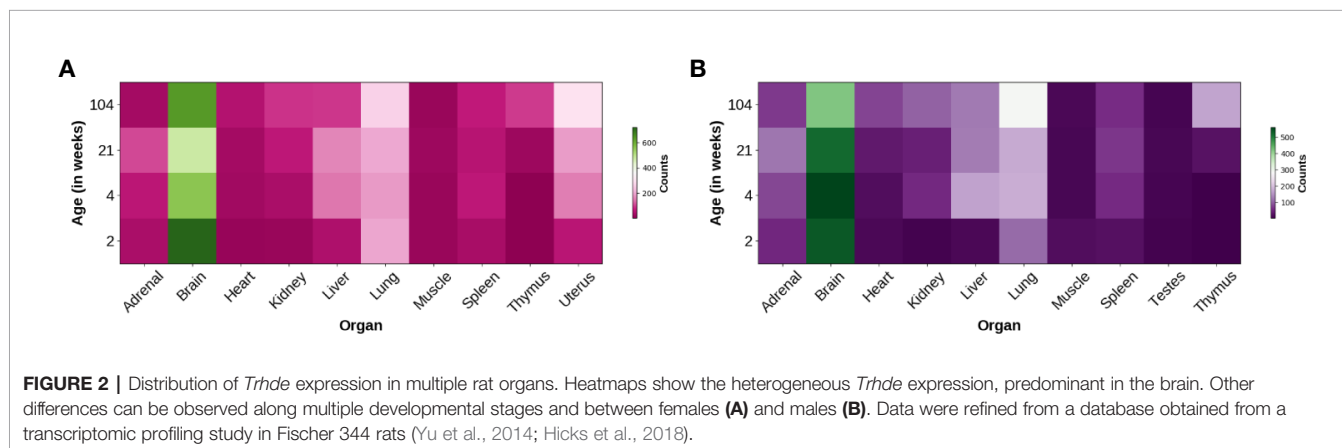 A
B
Age (in weeks)
104
21
4
2
Adrenal
Brain
Heart
Kidney
Liver
Lung
Muscle
Spleen
Thymus
Uterus
Organ
600
400
200
Counts
Age (in weeks)
104
21
4
2
Adrenal
Brain
Heart
Kidney
Liver
Lung
Muscle
Spleen
Testes
Thymus
Organ
500
400
300
200
100
Counts
FIGURE 2 | Distribution of Trhde expression in multiple rat organs. Heatmaps show the heterogeneous Trhde expression, predominant in the brain. Other
differences can be observed along multiple developmental stages and between females (A) and males (B). Data were refined from a database obtained from a
transcriptomic profiling study in Fischer 344 rats (Yu et al., 2014; Hicks et al., 2018).